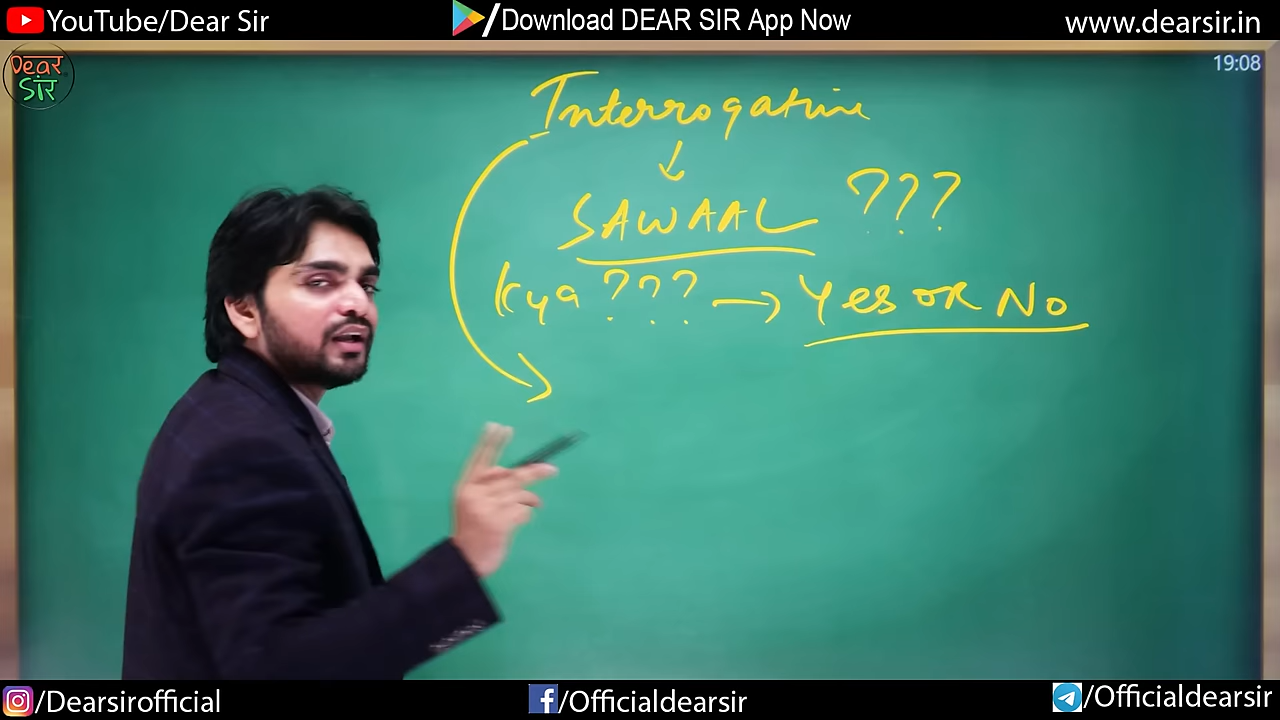 /YouTube/Dear Sir
/Download DEAR SIR App Now
www.dearsir.in
Dear
Sir
19:08
Interrogative
↓
SAWAAL ???
Kya ??? → Yes OR No
/Dearsirofficial
/Officialdearsir
/Officialdearsir